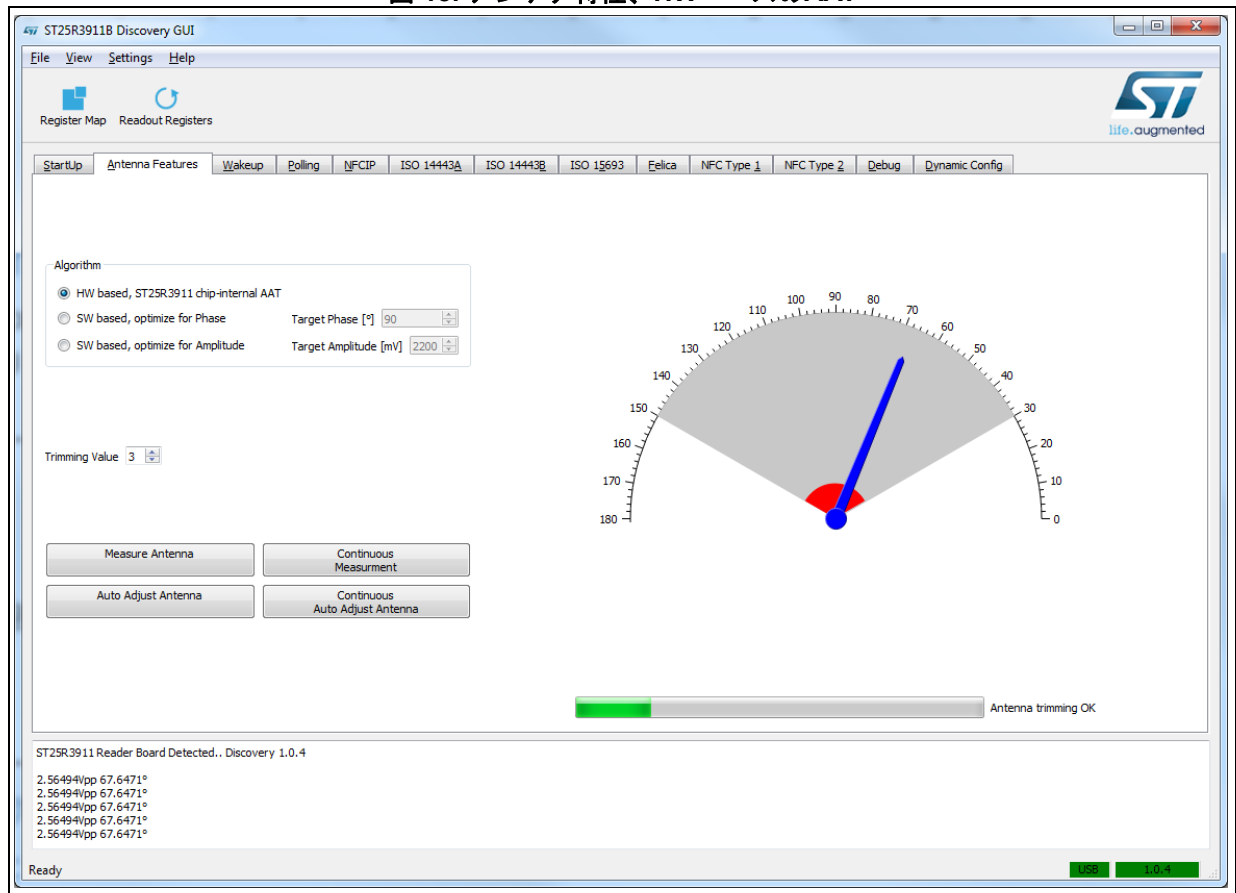 ST25R3911B Discovery GUI
File View Settings Help
Register Map Readout Registers
ST
life.augmented
StartUp Antenna Features Wakeup Polling NFCIP ISO 14443A ISO 14443B ISO 15693 Felica NFC Type 1 NFC Type 2 Debug Dynamic Config
Algorithm
HW based, ST25R3911 chip-internal AAT
SW based, optimize for Phase Target Phase [°] 90
SW based, optimize for Amplitude Target Amplitude [mV] 2200
Trimming Value 3
Measure Antenna
Continuous
Measurment
Auto Adjust Antenna
Continuous
Auto Adjust Antenna
180 170 160 150 140 130 120 110 100 90 80 70 60 50 40 30 20 10 0
Antenna trimming OK
ST25R3911 Reader Board Detected.. Discovery 1.0.4
2.56494Vpp 67.6471°
2.56494Vpp 67.6471°
2.56494Vpp 67.6471°
2.56494Vpp 67.6471°
2.56494Vpp 67.6471°
Ready
USB 1.0.4